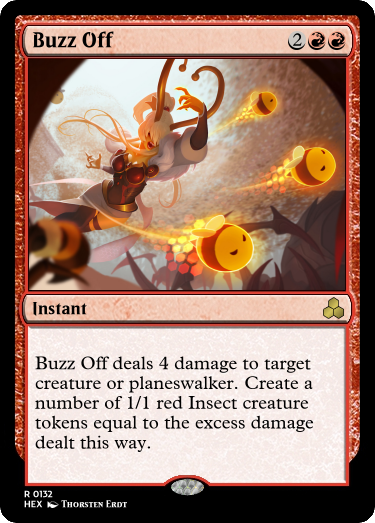 Buzz Off 2
Instant
Buzz Off deals 4 damage to target
creature or planeswalker. Create a
number of 1/1 red Insect creature
tokens equal to the excess damage
dealt this way.
R 0132
HEX Thorsten Erdt